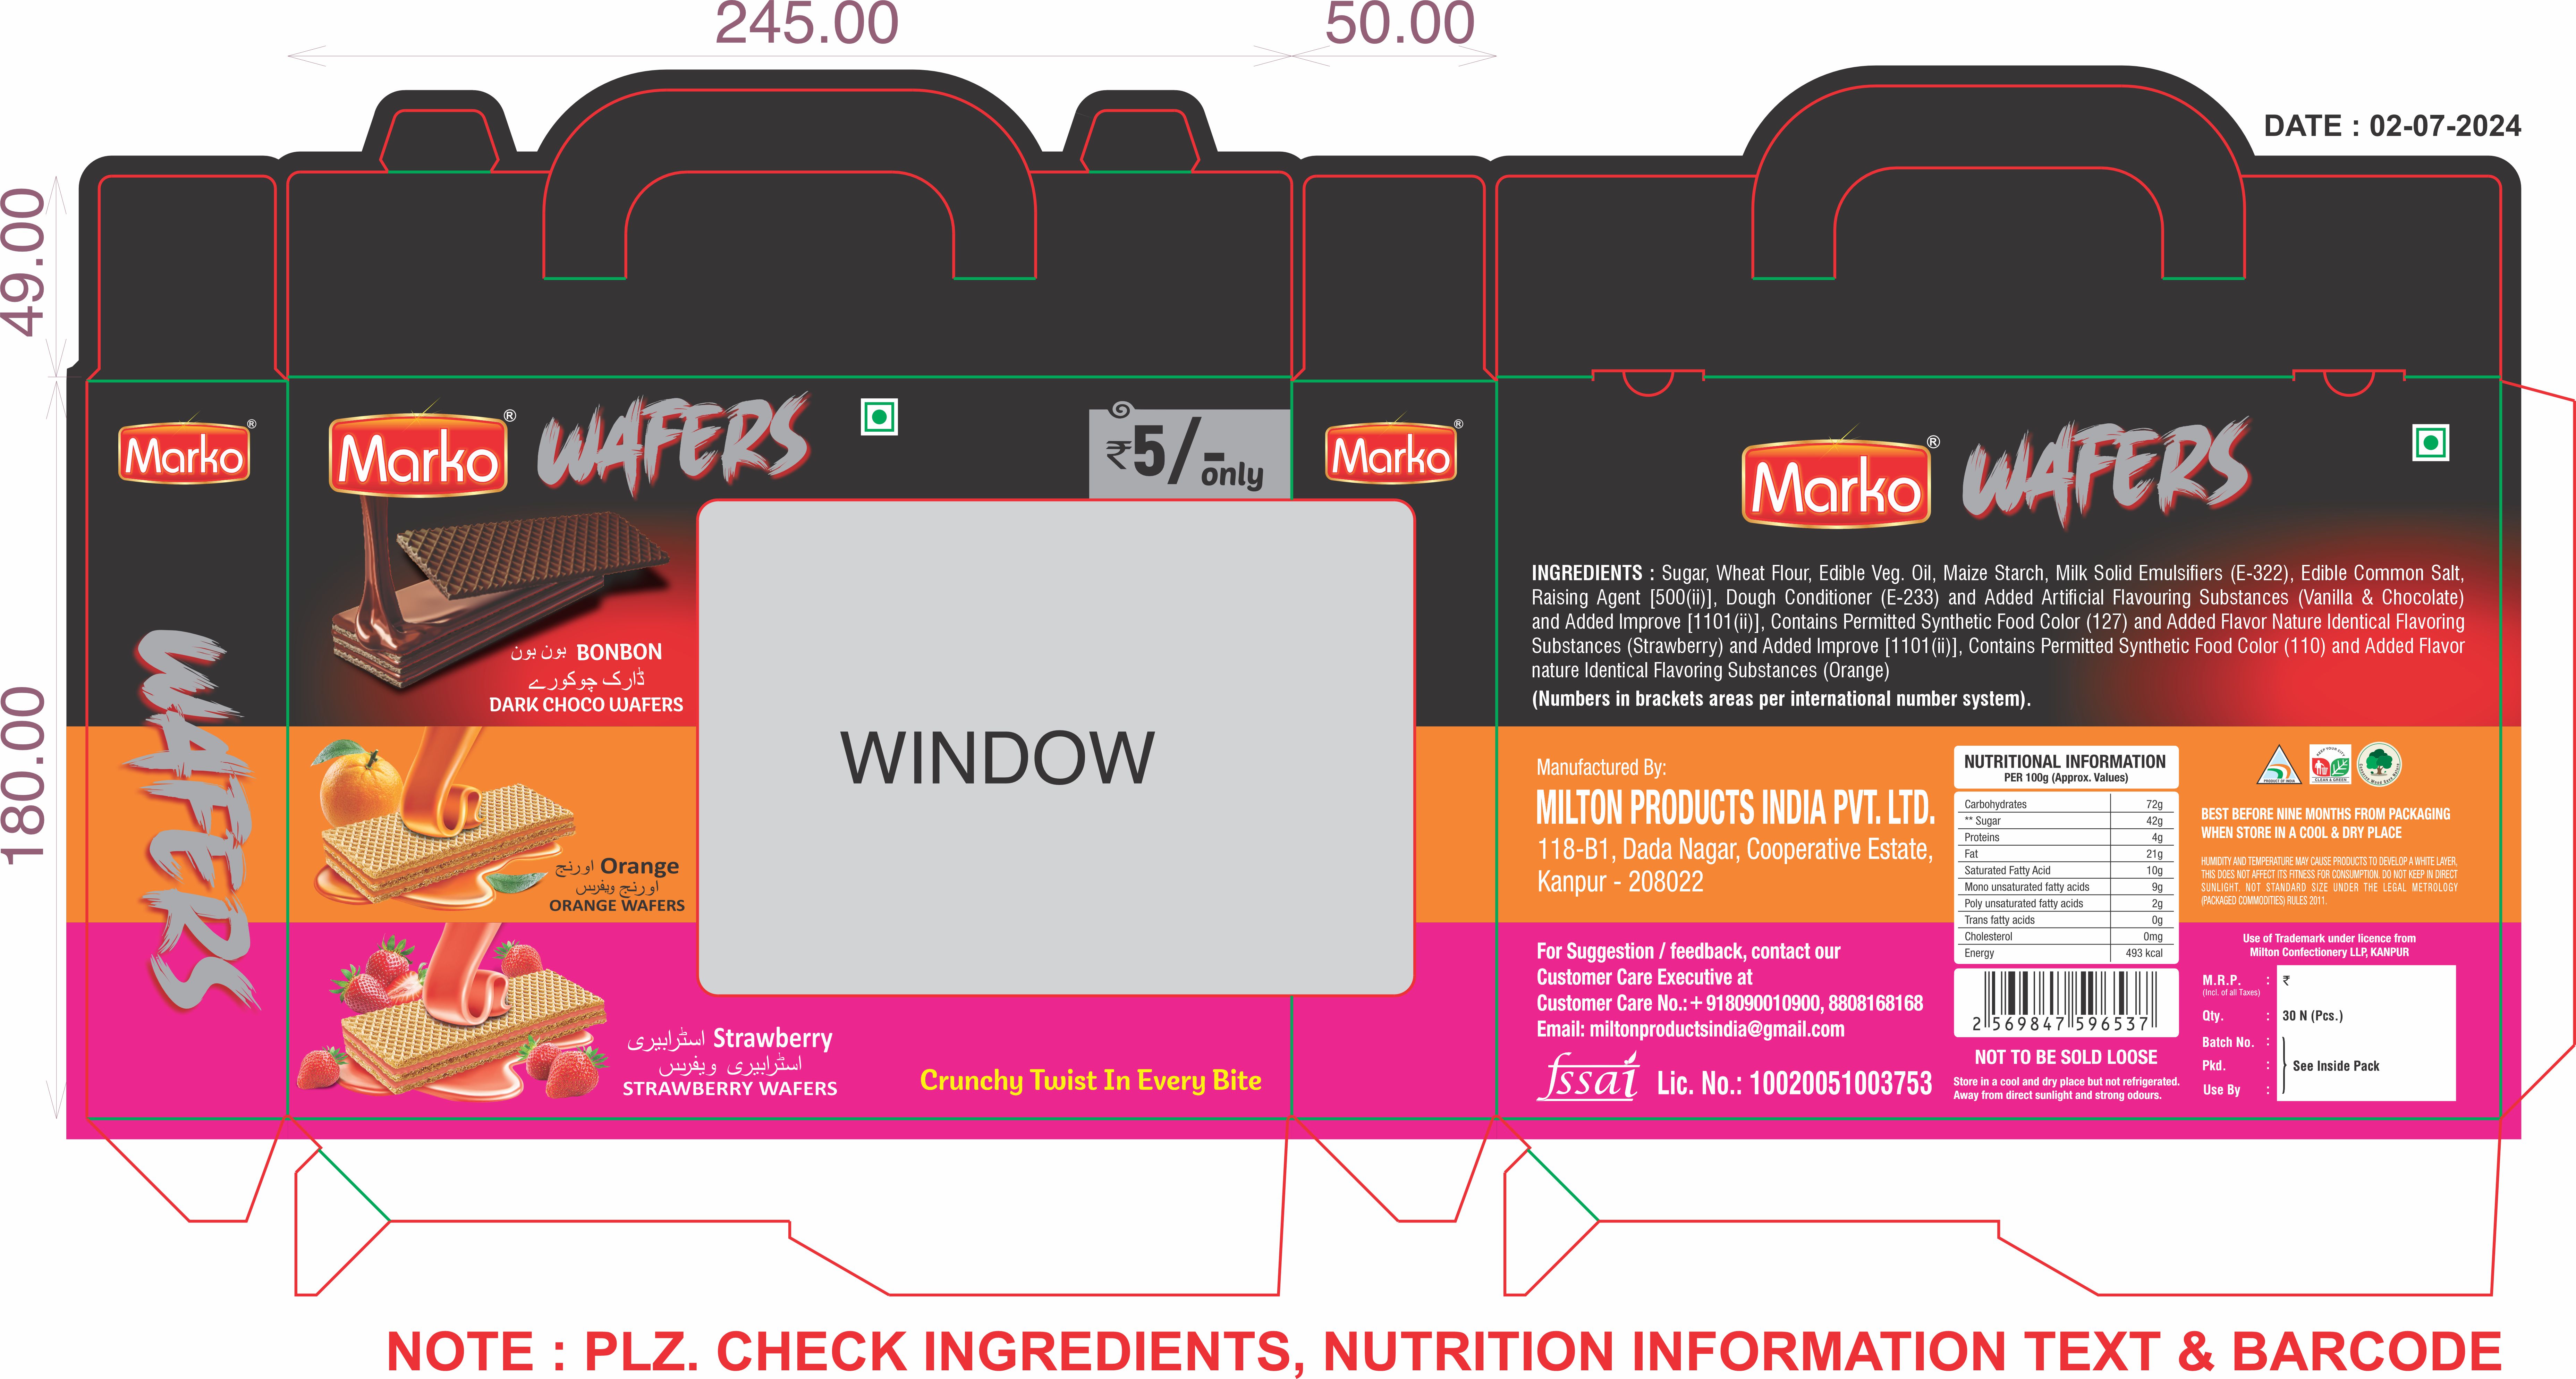 245.00
50.00
DATE : 02-07-2024
49.00
180.00
Marko®
WAFERS
Marko®
WAFERS
₹5/-
only
بون بون BONBON
ڈارک چوکورے
DARK CHOCO WAFERS
اورنج Orange
اورنج ویفریس
ORANGE WAFERS
اسٹرابیری Strawberry
اسٹرابیری ویفریس
STRAWBERRY WAFERS
WINDOW
Crunchy Twist In Every Bite
Marko®
Marko®
WAFERS
INGREDIENTS : Sugar, Wheat Flour, Edible Veg. Oil, Maize Starch, Milk Solid Emulsifiers (E-322), Edible Common Salt,
Raising Agent [500(ii)], Dough Conditioner (E-233) and Added Artificial Flavouring Substances (Vanilla & Chocolate)
and Added Improve [1101(ii)], Contains Permitted Synthetic Food Color (127) and Added Flavor Nature Identical Flavoring
Substances (Strawberry) and Added Improve [1101(ii)], Contains Permitted Synthetic Food Color (110) and Added Flavor
nature Identical Flavoring Substances (Orange)
(Numbers in brackets areas per international number system).
Manufactured By:
MILTON PRODUCTS INDIA PVT. LTD.
118-B1, Dada Nagar, Cooperative Estate,
Kanpur - 208022
For Suggestion / feedback, contact our
Customer Care Executive at
Customer Care No.:+918090010900, 8808168168
Email: miltonproductsindia@gmail.com
fssai Lic. No.: 10020051003753
NUTRITIONAL INFORMATION
PER 100g (Approx. Values)
Carbohydrates 72g
** Sugar 42g
Proteins 4g
Fat 21g
Saturated Fatty Acid 10g
Mono unsaturated fatty acids 9g
Poly unsaturated fatty acids 2g
Trans fatty acids 0g
Cholesterol 0mg
Energy 493 kcal
2 569847 596537
NOT TO BE SOLD LOOSE
Store in a cool and dry place but not refrigerated.
Away from direct sunlight and strong odours.
PRODUCT OF INDIA
KEEP YOUR CITY
CLEAN & GREEN
BEST BEFORE NINE MONTHS FROM PACKAGING
WHEN STORE IN A COOL & DRY PLACE
HUMIDITY AND TEMPERATURE MAY CAUSE PRODUCTS TO DEVELOP A WHITE LAYER,
THIS DOES NOT AFFECT ITS FITNESS FOR CONSUMPTION. DO NOT KEEP IN DIRECT
SUNLIGHT. NOT STANDARD SIZE UNDER THE LEGAL METROLOGY
(PACKAGED COMMODITIES) RULES 2011.
Use of Trademark under licence from
Milton Confectionery LLP, KANPUR
M.R.P. : ₹
(Incl. of all Taxes)
Qty. : 30 N (Pcs.)
Batch No. :
Pkd. : See Inside Pack
Use By :
NOTE : PLZ. CHECK INGREDIENTS, NUTRITION INFORMATION TEXT & BARCODE